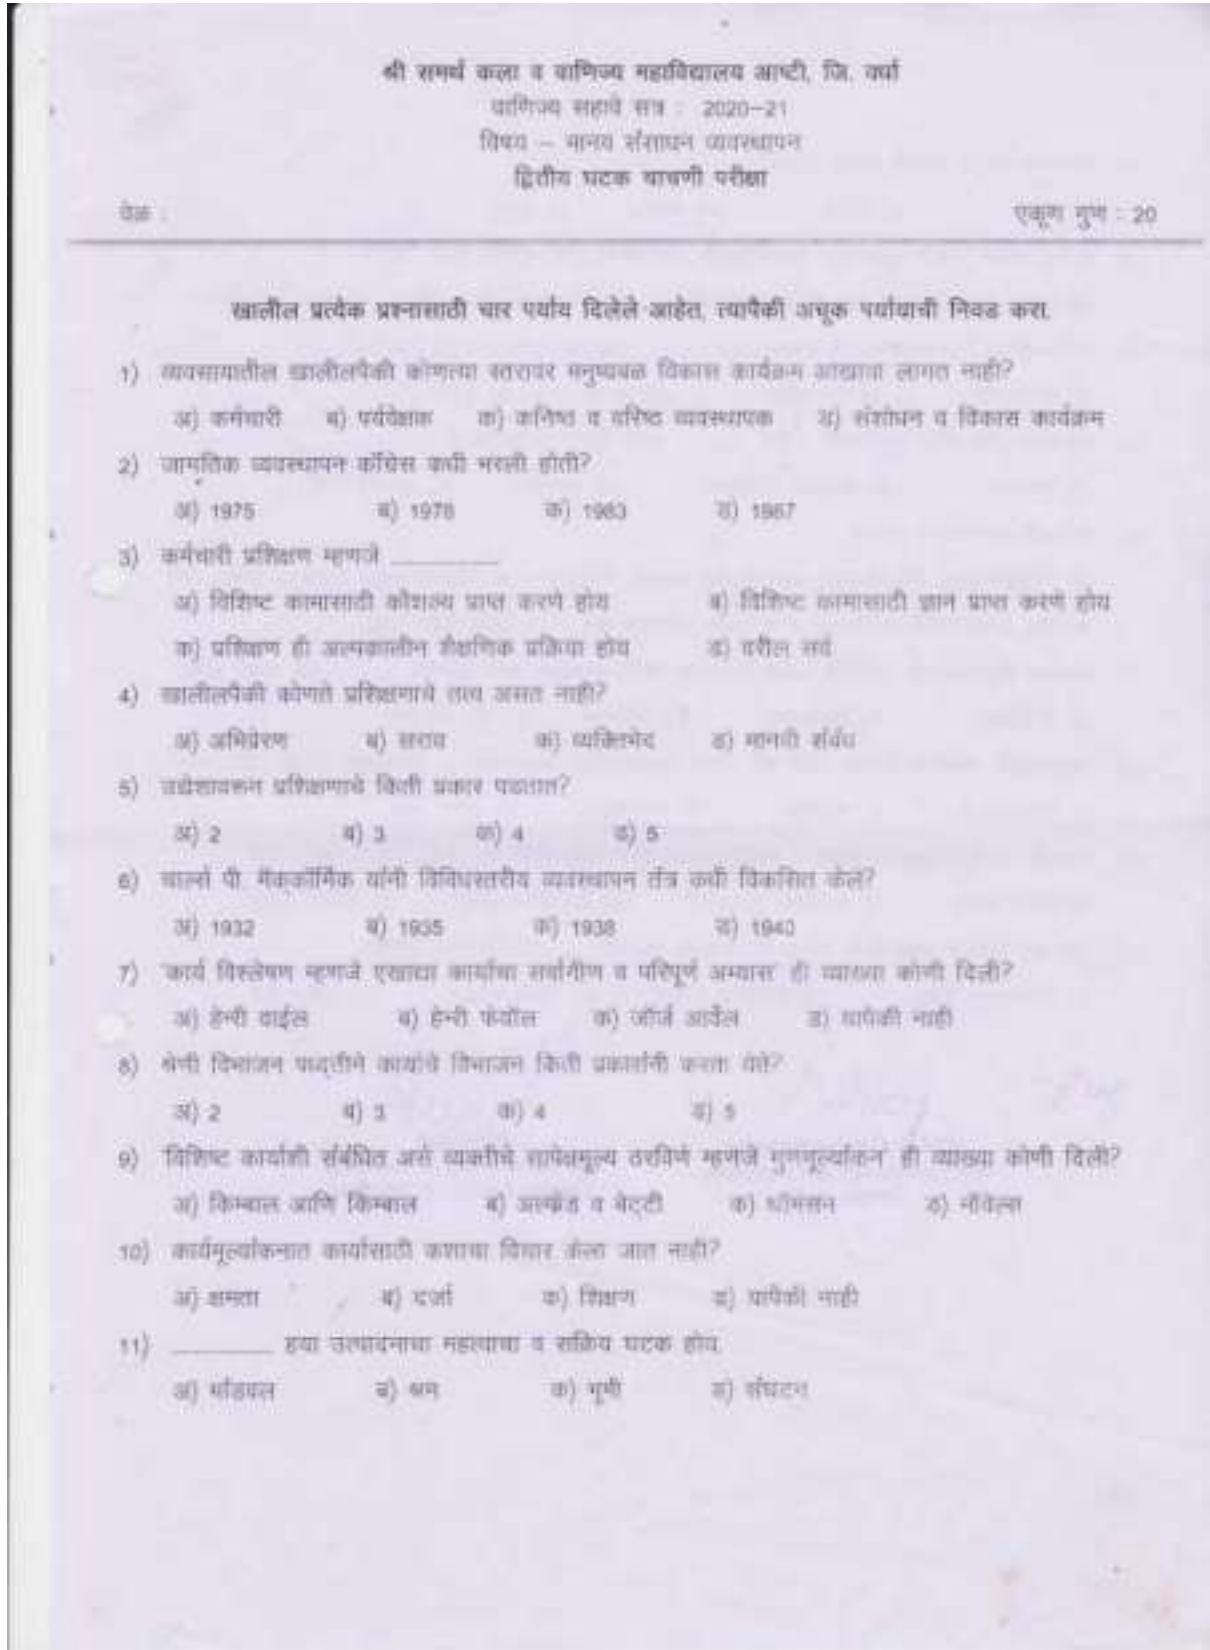 श्री समर्थ कला व वाणिज्य महाविद्यालय आष्टी, जि. वर्धा
वाणिज्य सहावे सत्र : 2020–21
विषय – मानव संसाधन व्यवस्थापन
द्वितीय घटक चाचणी परीक्षा
वेळ : एकूण गुण : 20
खालील प्रत्येक प्रश्नासाठी चार पर्याय दिलेले आहेत, त्यापैकी अचूक पर्यायाची निवड करा.
1) व्यवसायातील खालीलपैकी कोणत्या स्तरावर मनुष्यबळ विकास कार्यक्रम आखावा लागत नाही?
अ) कर्मचारी ब) पर्यवेक्षक क) कनिष्ठ व वरिष्ट व्यवस्थापक ड) संशोधन व विकास कार्यक्रम
2) जागतिक व्यवस्थापन काँग्रेस कधी भरली होती?
अ) 1975 ब) 1978 क) 1983 ड) 1987
3) कर्मचारी प्रशिक्षण म्हणजे ________
अ) विशिष्ट कामासाठी कौशल्य प्राप्त करणे होय ब) विशिष्ट कामासाठी ज्ञान प्राप्त करणे होय
क) प्रशिक्षण ही अल्पकालीन शैक्षणिक प्रक्रिया होय ड) वरील सर्व
4) खालीलपैकी कोणते प्रशिक्षणाचे तत्व असत नाही?
अ) अभिप्रेरण ब) सराव क) व्यक्तिभेद ड) मानवी संबंध
5) उद्येशावरून प्रशिक्षणाचे किती प्रकार पडतात?
अ) 2 ब) 3 क) 4 ड) 5
6) चार्ल्स पी. मॅक्कॉर्मिक यांनी विविधस्तरीय व्यवस्थापन तंत्र कधी विकसित केले?
अ) 1932 ब) 1935 क) 1938 ड) 1940
7) 'कार्य विश्लेषण म्हणजे एखाद्या कार्याचा सर्वांगीण व परिपूर्ण अभ्यास' ही व्याख्या कोणी दिली?
अ) हेन्री वाईल ब) हेन्री फेयॉल क) जॉर्ज आर्वेल ड) यापैकी नाही
8) श्रेणी विभाजन पध्दतीने कार्याचे विभाजन किती प्रकारांनी करता येते?
अ) 2 ब) 3 क) 4 ड) 5
9) 'विशिष्ट कार्याशी संबंधित असे व्यक्तीचे सापेक्षमूल्य ठरविणे म्हणजे गुणमूल्यांकन' ही व्याख्या कोणी दिली?
अ) किम्बाल आणि किम्बाल ब) अल्फ्रेड व बेट्टी क) थॉमसन ड) नॉवेल्स
10) कार्यमूल्यांकनात कार्यासाठी कशाचा विचार केला जात नाही?
अ) क्षमता ब) दर्जा क) शिक्षण ड) यापैकी नाही
11) ________ हया उत्पादनाचा महत्वाचा व सक्रिय घटक होय.
अ) भांडवल ब) श्रम क) भूमी ड) संघटन